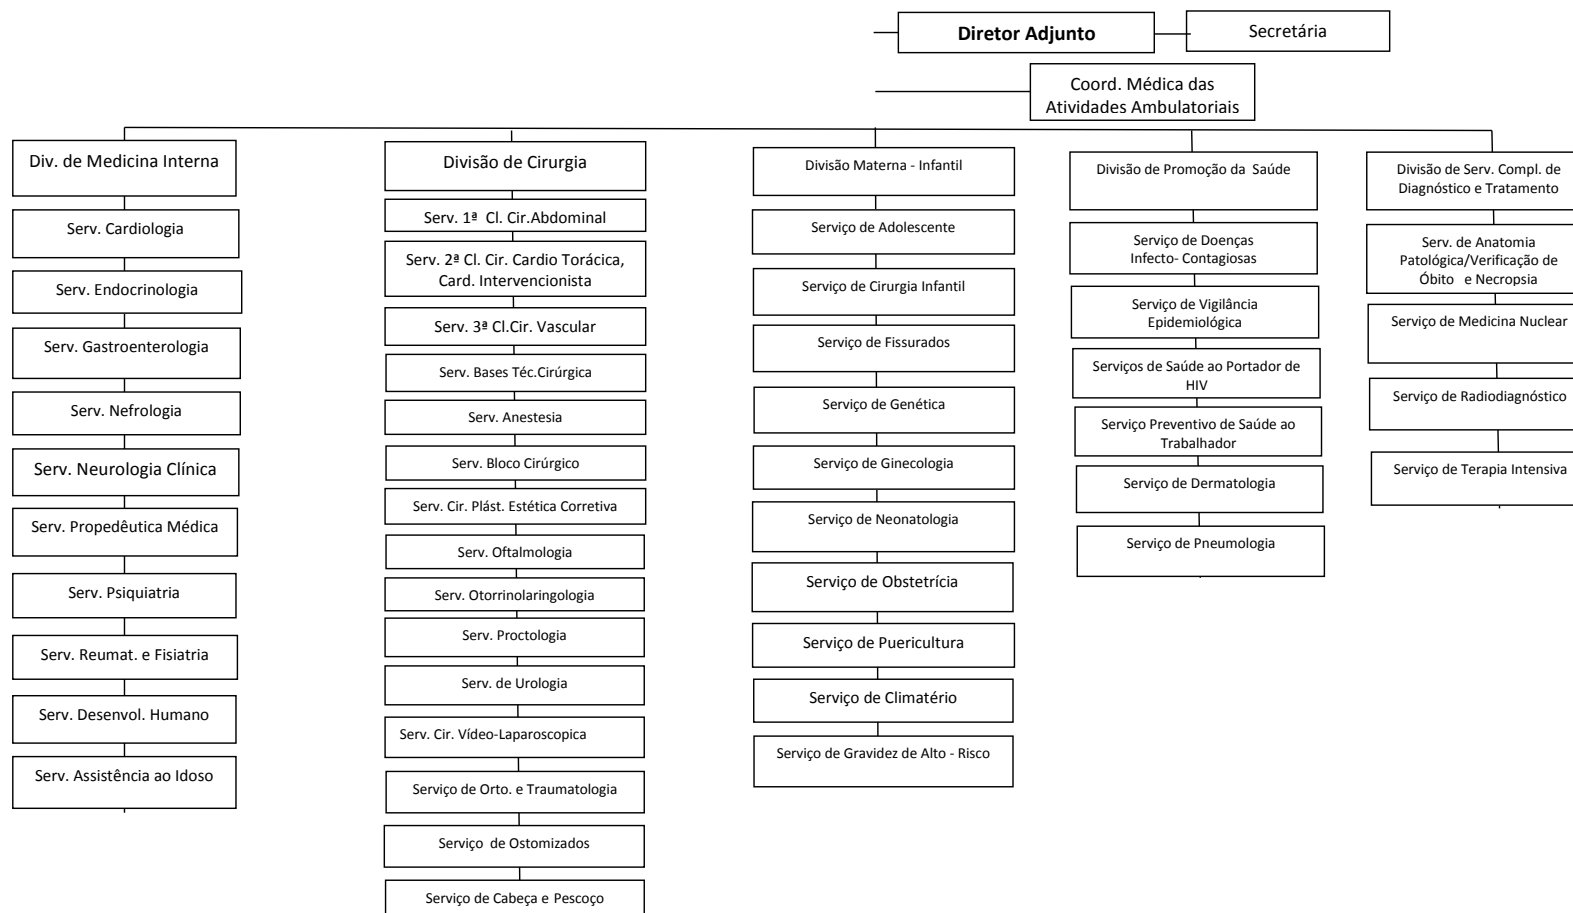 Diretor Adjunto
Secretária
Coord. Médica das
Atividades Ambulatoriais
Div. de Medicina Interna
Serv. Cardiologia
Serv. Endocrinologia
Serv. Gastroenterologia
Serv. Nefrologia
Serv. Neurologia Clínica
Serv. Propedêutica Médica
Serv. Psiquiatria
Serv. Reumat. e Fisiatria
Serv. Desenvol. Humano
Serv. Assistência ao Idoso
Divisão de Cirurgia
Serv. 1ª Cl. Cir.Abdominal
Serv. 2ª Cl. Cir. Cardio Torácica,
Card. Intervencionista
Serv. 3ª Cl.Cir. Vascular
Serv. Bases Téc.Cirúrgica
Serv. Anestesia
Serv. Bloco Cirúrgico
Serv. Cir. Plást. Estética Corretiva
Serv. Oftalmologia
Serv. Otorrinolaringologia
Serv. Proctologia
Serv. de Urologia
Serv. Cir. Vídeo-Laparoscopica
Serviço de Orto. e Traumatologia
Serviço de Ostomizados
Serviço de Cabeça e Pescoço
Divisão Materna - Infantil
Serviço de Adolescente
Serviço de Cirurgia Infantil
Serviço de Fissurados
Serviço de Genética
Serviço de Ginecologia
Serviço de Neonatologia
Serviço de Obstetrícia
Serviço de Puericultura
Serviço de Climatério
Serviço de Gravidez de Alto - Risco
Divisão de Promoção da Saúde
Serviço de Doenças
Infecto- Contagiosas
Serviço de Vigilância
Epidemiológica
Serviços de Saúde ao Portador de
HIV
Serviço Preventivo de Saúde ao
Trabalhador
Serviço de Dermatologia
Serviço de Pneumologia
Divisão de Serv. Compl. de
Diagnóstico e Tratamento
Serv. de Anatomia
Patológica/Verificação de
Óbito e Necropsia
Serviço de Medicina Nuclear
Serviço de Radiodiagnóstico
Serviço de Terapia Intensiva